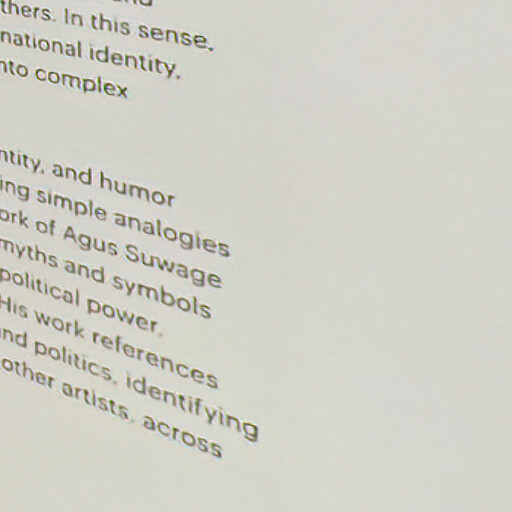 thers. In this sense,
national identity,
nto complex
ntity, and humor
ing simple analogies
ork of Agus Suwage
myths and symbols
political power.
His work references
nd politics, identifying
other artists, across